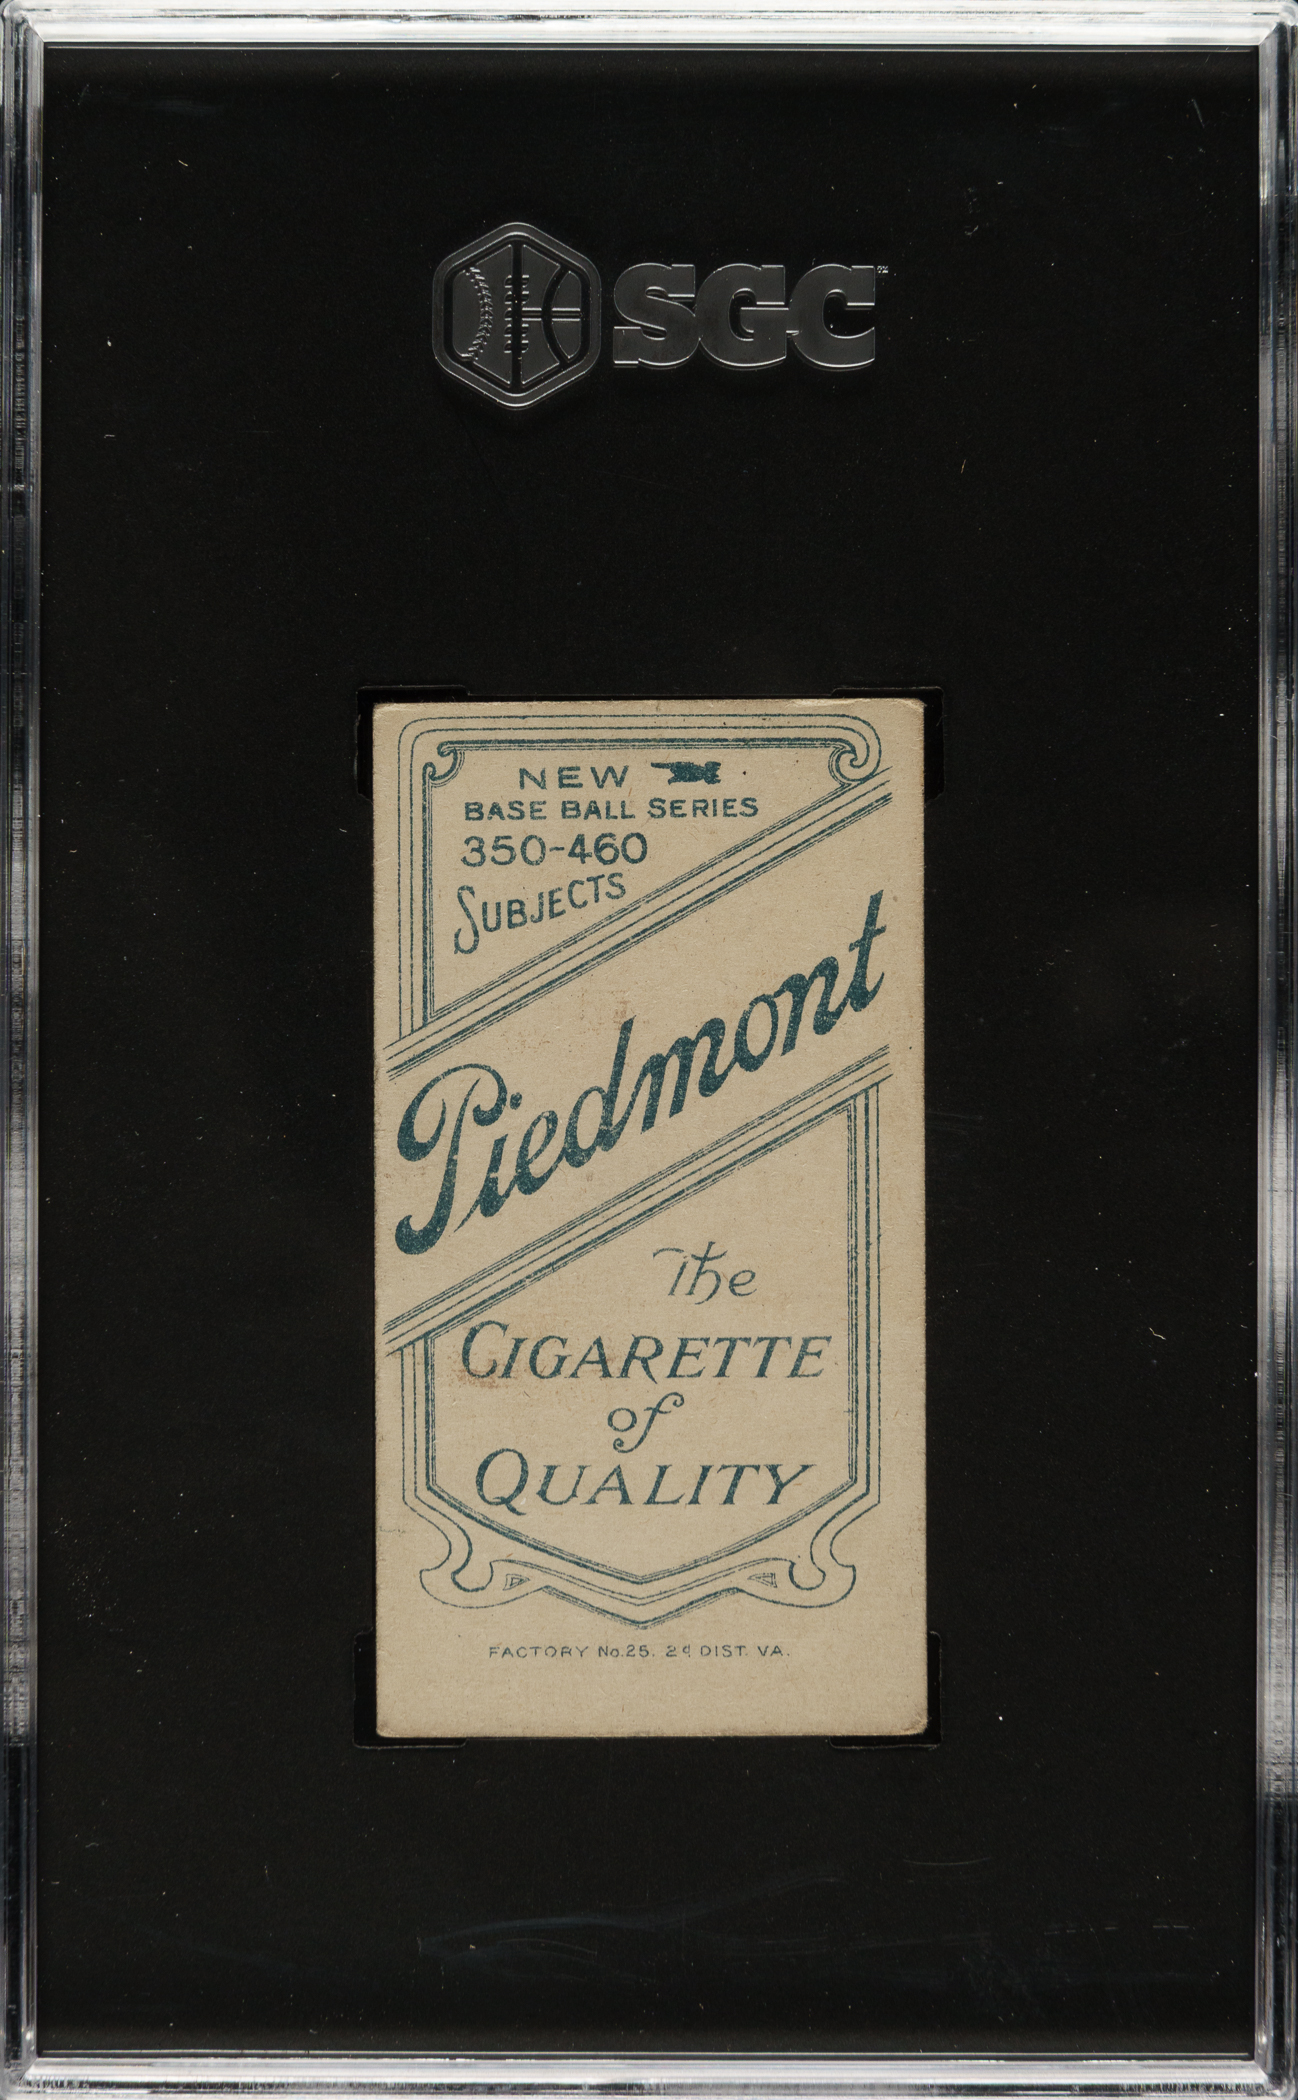 SGC
NEW
BASE BALL SERIES
350-460
SUBJECTS
Piedmont
The
CIGARETTE
of
QUALITY
FACTORY No.25. 2d DIST. VA.